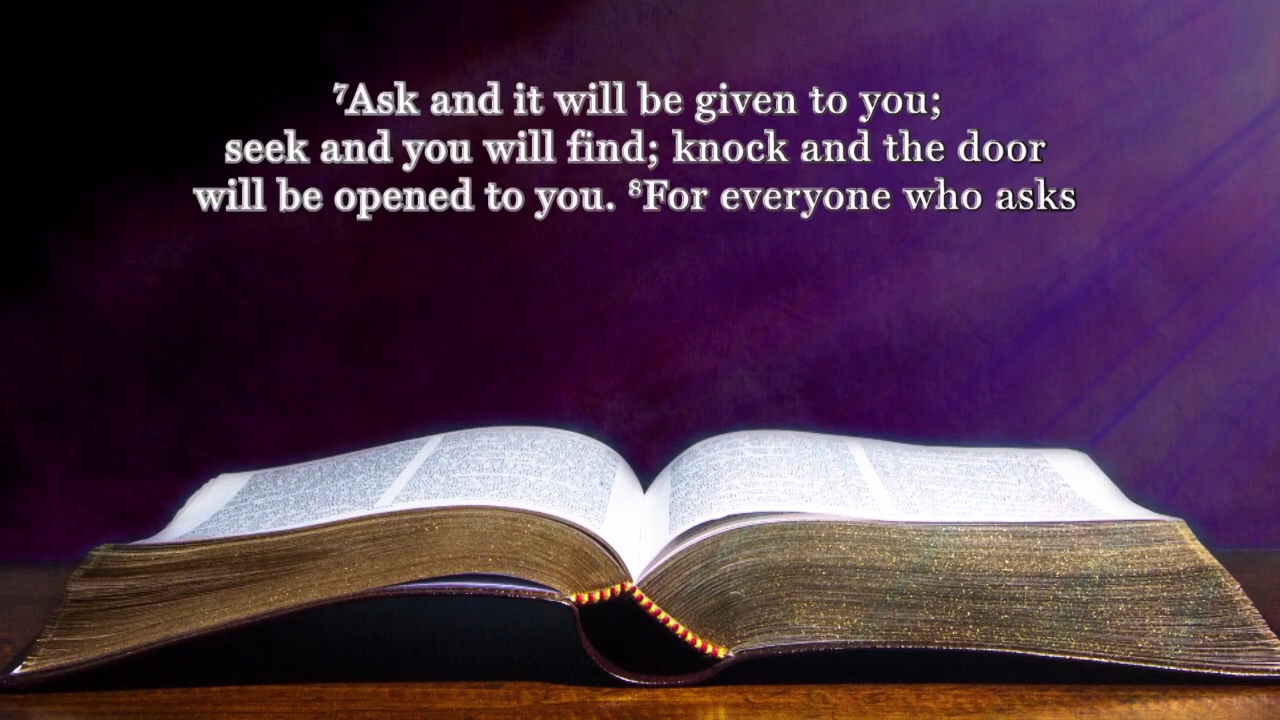 ⁷Ask and it will be given to you;
seek and you will find; knock and the door
will be opened to you. ⁸For everyone who asks